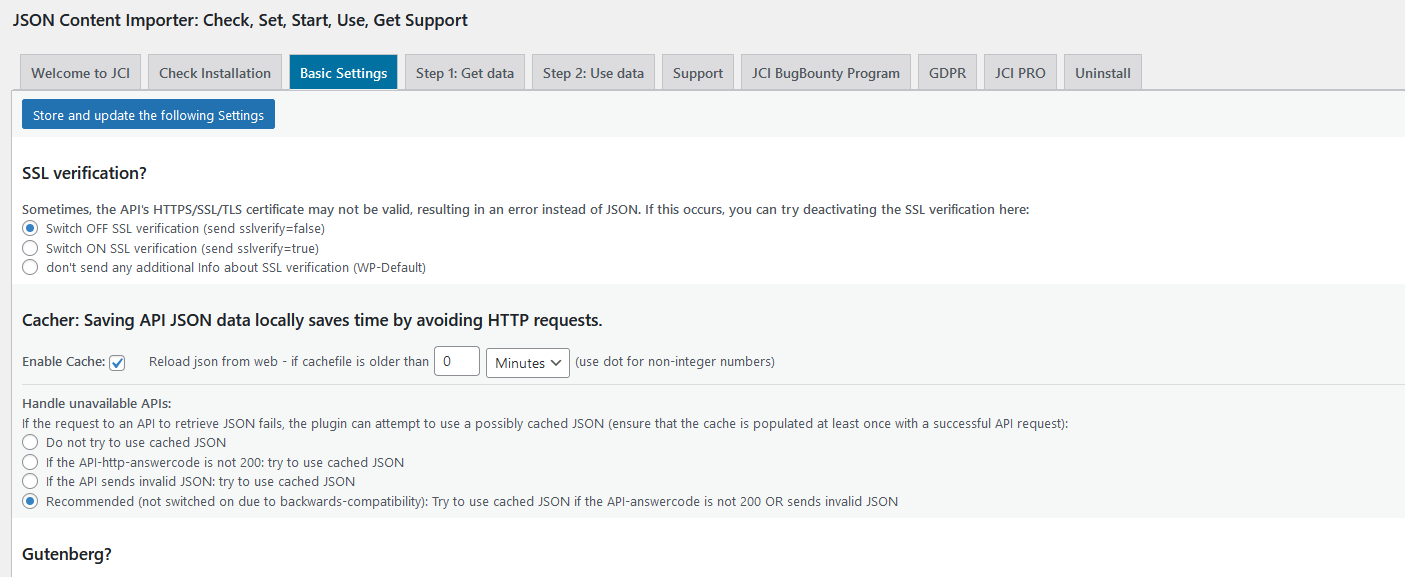 JSON Content Importer: Check, Set, Start, Use, Get Support
Welcome to JCI
Check Installation
Basic Settings
Step 1: Get data
Step 2: Use data
Support
JCI BugBounty Program
GDPR
JCI PRO
Uninstall
Store and update the following Settings
SSL verification?
Sometimes, the API's HTTPS/SSL/TLS certificate may not be valid, resulting in an error instead of JSON. If this occurs, you can try deactivating the SSL verification here:
Switch OFF SSL verification (send sslverify=false)
Switch ON SSL verification (send sslverify=true)
don't send any additional Info about SSL verification (WP-Default)
Cacher: Saving API JSON data locally saves time by avoiding HTTP requests.
Enable Cache: Reload json from web - if cachefile is older than 0 Minutes (use dot for non-integer numbers)
Handle unavailable APIs:
If the request to an API to retrieve JSON fails, the plugin can attempt to use a possibly cached JSON (ensure that the cache is populated at least once with a successful API request):
Do not try to use cached JSON
If the API-http-answercode is not 200: try to use cached JSON
If the API sends invalid JSON: try to use cached JSON
Recommended (not switched on due to backwards-compatibility): Try to use cached JSON if the API-answercode is not 200 OR sends invalid JSON
Gutenberg?